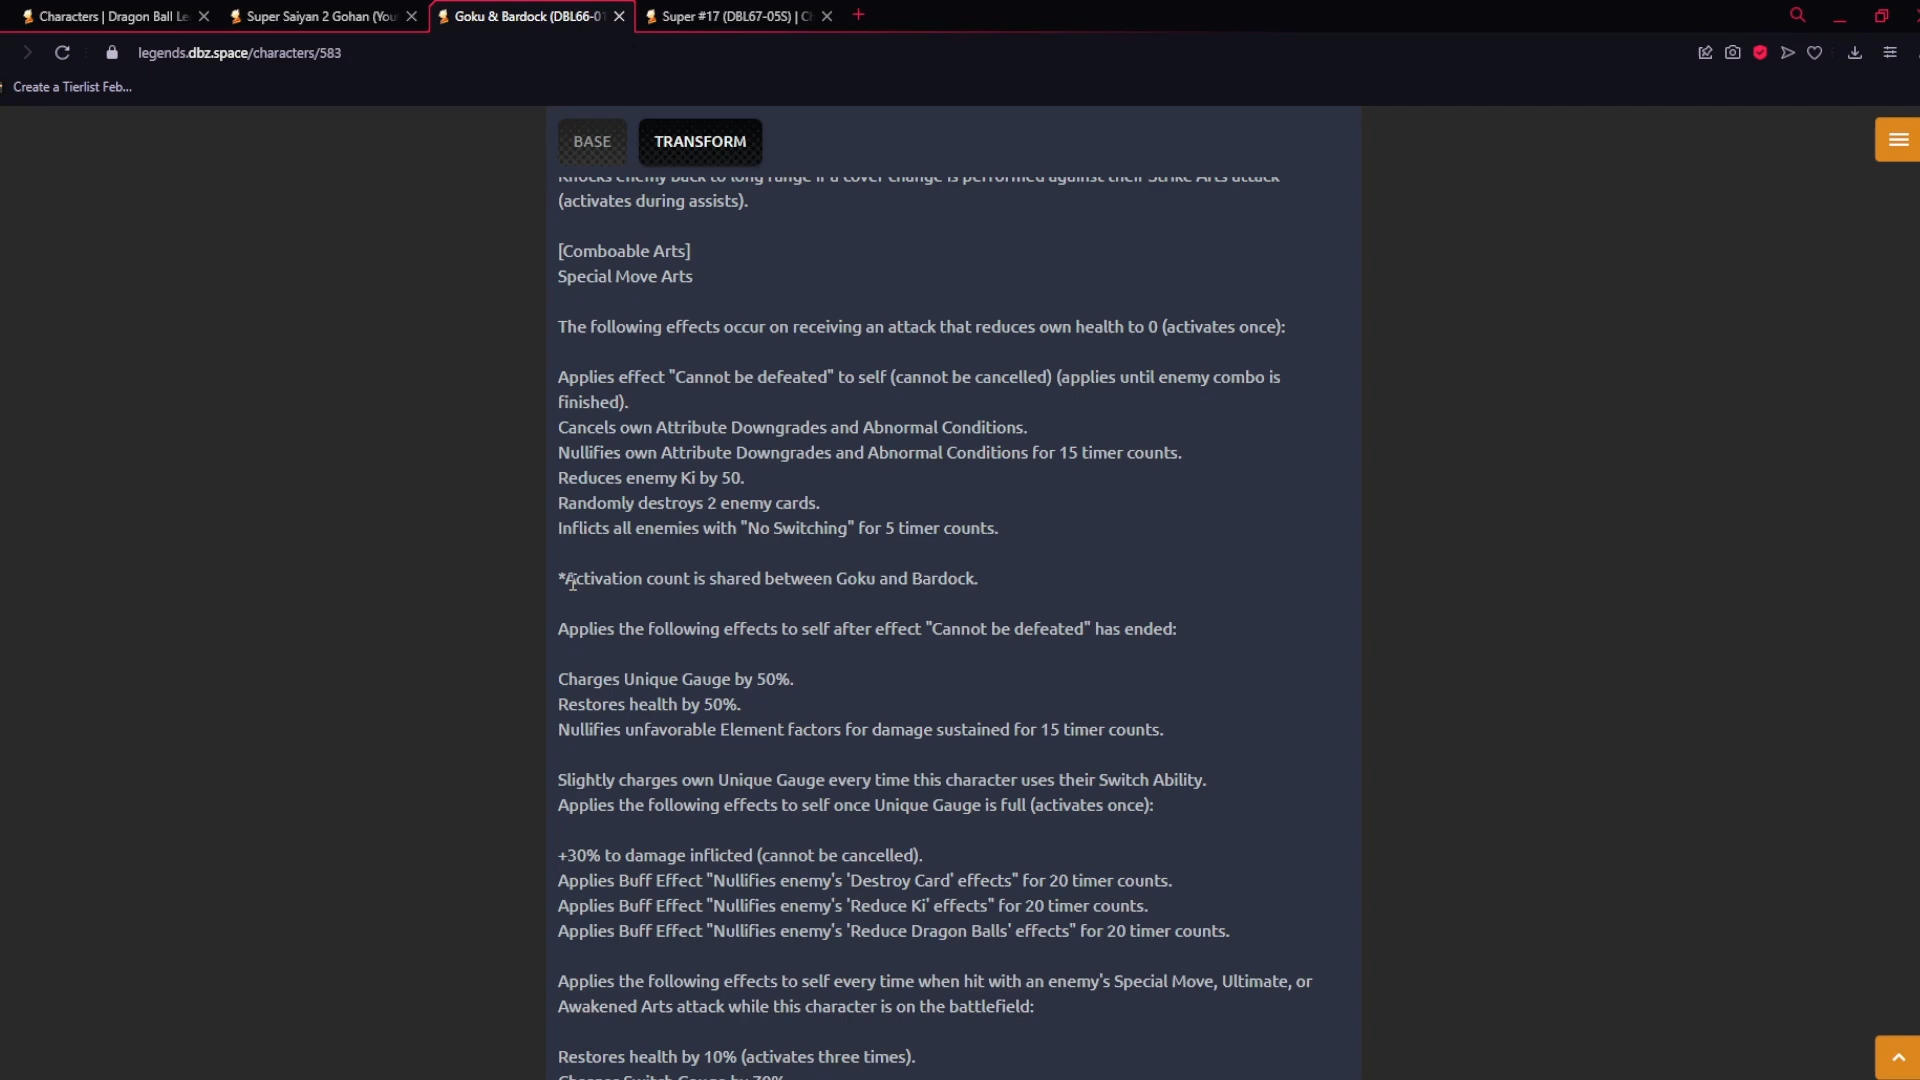 Characters | Dragon Ball Le
Super Saiyan 2 Gohan (You
Goku & Bardock (DBL66-01
Super #17 (DBL67-05S) | C
legends.dbz.space/characters/583
Create a Tierlist Feb...
BASE
TRANSFORM
Knocks enemy back to long range if a cover change is performed against their Strike Arts attack
(activates during assists).
[Comboable Arts]
Special Move Arts
The following effects occur on receiving an attack that reduces own health to 0 (activates once):
Applies effect "Cannot be defeated" to self (cannot be cancelled) (applies until enemy combo is
finished).
Cancels own Attribute Downgrades and Abnormal Conditions.
Nullifies own Attribute Downgrades and Abnormal Conditions for 15 timer counts.
Reduces enemy Ki by 50.
Randomly destroys 2 enemy cards.
Inflicts all enemies with "No Switching" for 5 timer counts.
*Activation count is shared between Goku and Bardock.
Applies the following effects to self after effect "Cannot be defeated" has ended:
Charges Unique Gauge by 50%.
Restores health by 50%.
Nullifies unfavorable Element factors for damage sustained for 15 timer counts.
Slightly charges own Unique Gauge every time this character uses their Switch Ability.
Applies the following effects to self once Unique Gauge is full (activates once):
+30% to damage inflicted (cannot be cancelled).
Applies Buff Effect "Nullifies enemy's 'Destroy Card' effects" for 20 timer counts.
Applies Buff Effect "Nullifies enemy's 'Reduce Ki' effects" for 20 timer counts.
Applies Buff Effect "Nullifies enemy's 'Reduce Dragon Balls' effects" for 20 timer counts.
Applies the following effects to self every time when hit with an enemy's Special Move, Ultimate, or
Awakened Arts attack while this character is on the battlefield:
Restores health by 10% (activates three times).
Charges Switch Gauge by 70%.